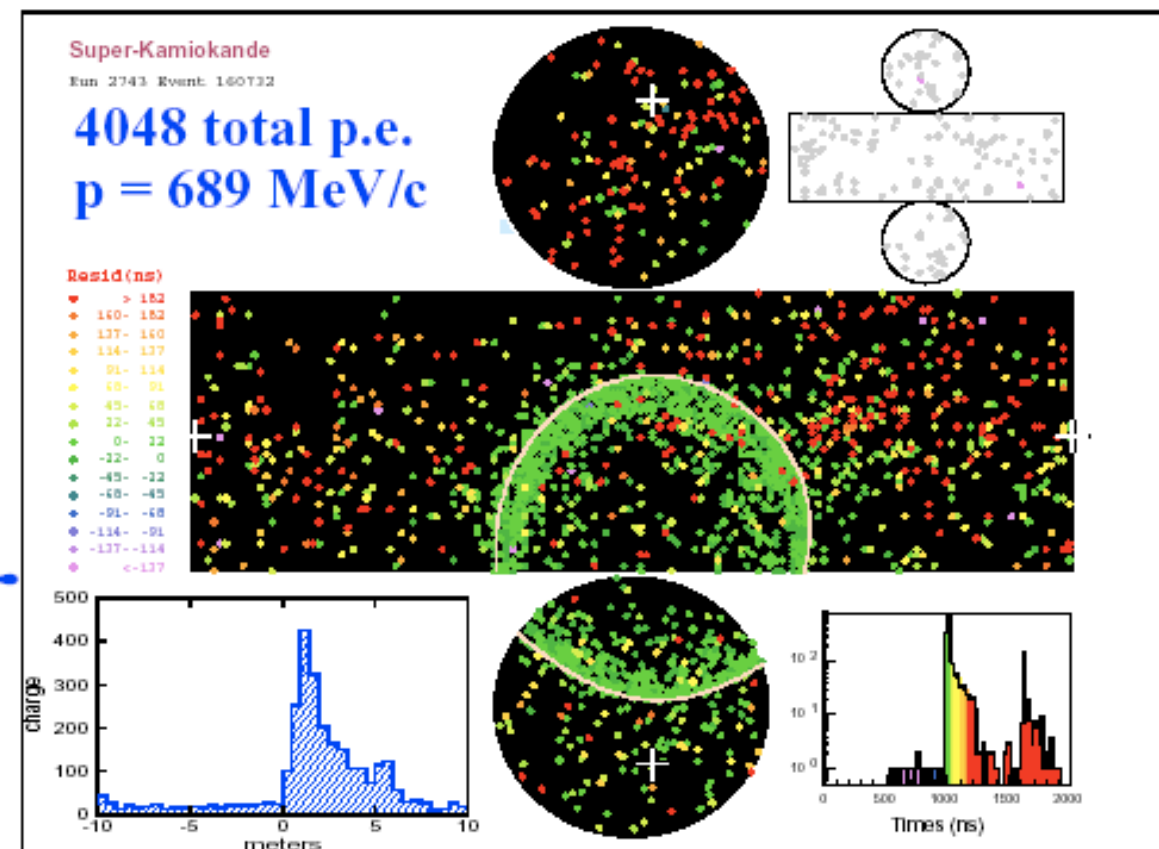 Super-Kamiokande
Run 2743 Event 160732
4048 total p.e.
p = 689 MeV/c
Resid(ns)
> 182
160- 182
137- 160
114- 137
91- 114
68- 91
45- 68
22- 45
0- 22
-22- 0
-45- -22
-68- -45
-91- -68
-114- -91
-137--114
<-137
500
400
300
200
100
0
charge
-10 -5 0 5 10
meters
10 2
10 1
10 0
0 500 1000 1500 2000
Times (ns)